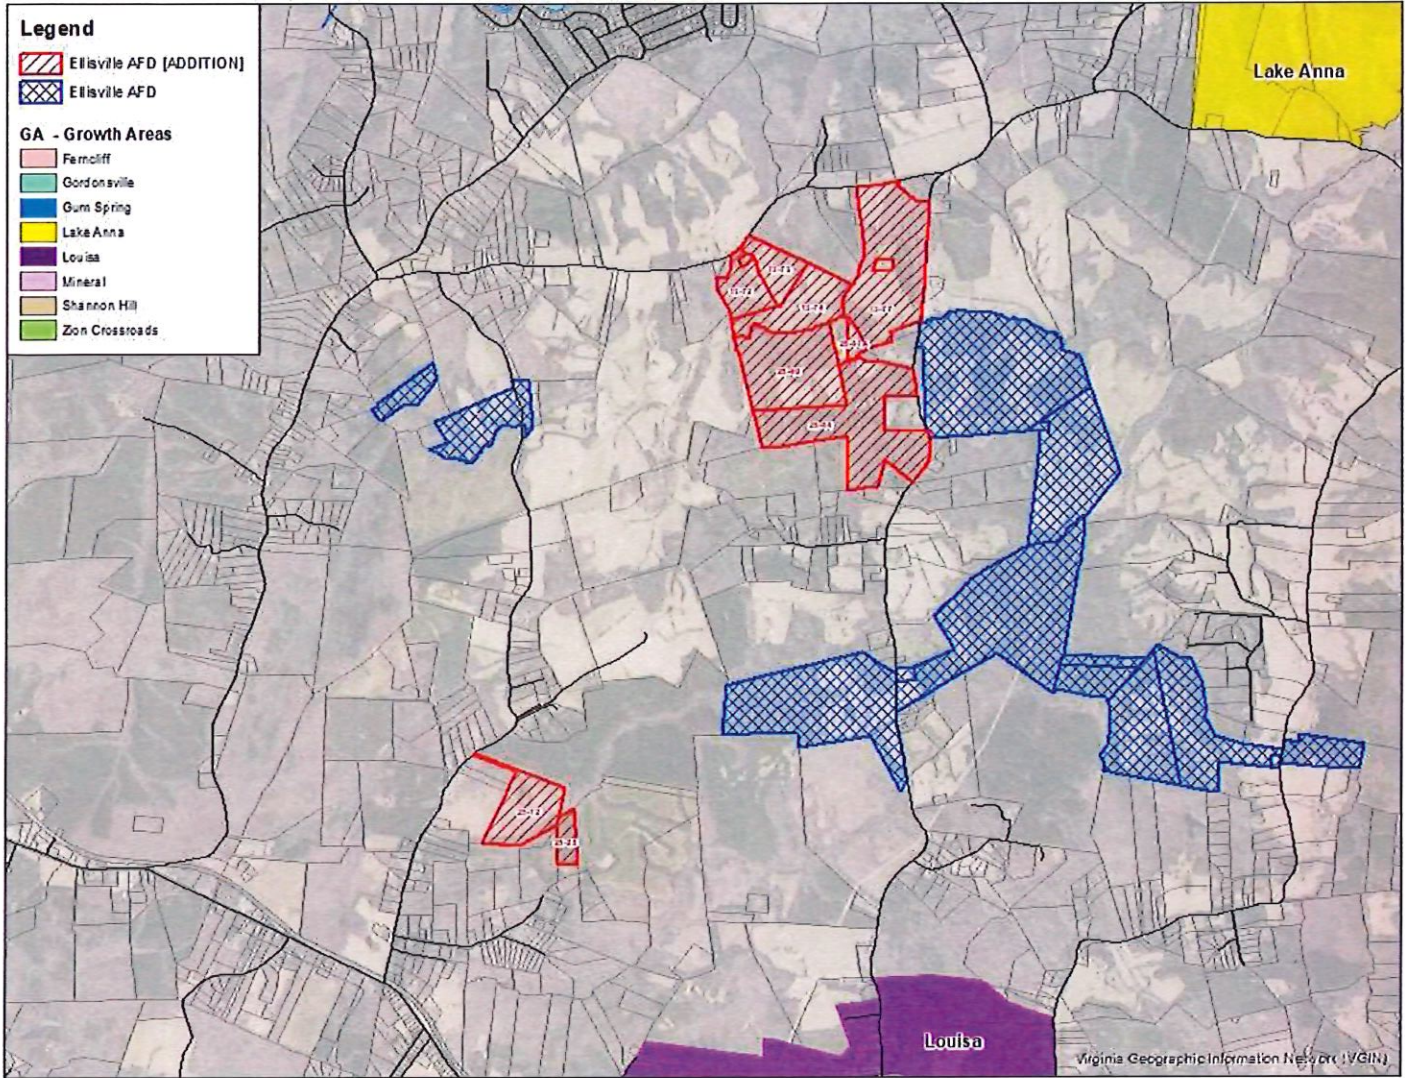 Legend
Ellisville AFD [ADDITION]
Ellisville AFD
GA - Growth Areas
Ferncliff
Gordonsville
Gum Spring
Lake Anna
Louisa
Mineral
Shannon Hill
Zion Crossroads
Lake Anna
Louisa
Virginia Geographic Information Network (VGIN)